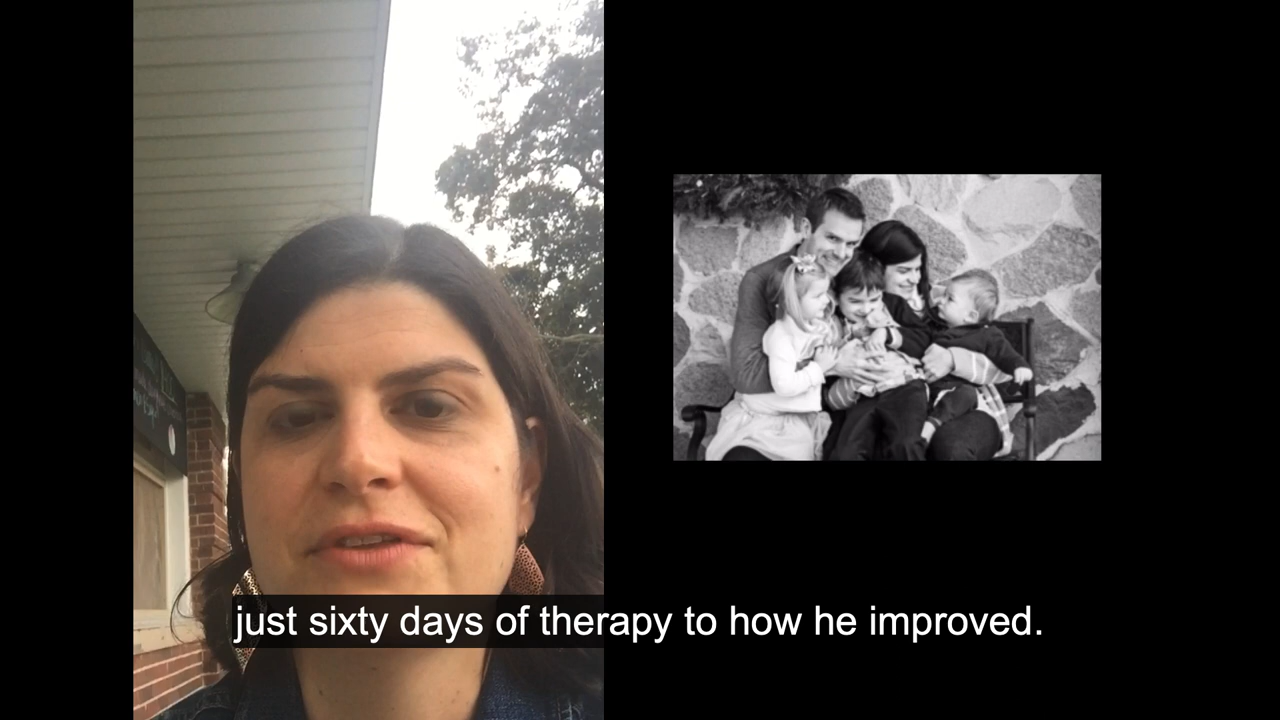 just sixty days of therapy to how he improved.